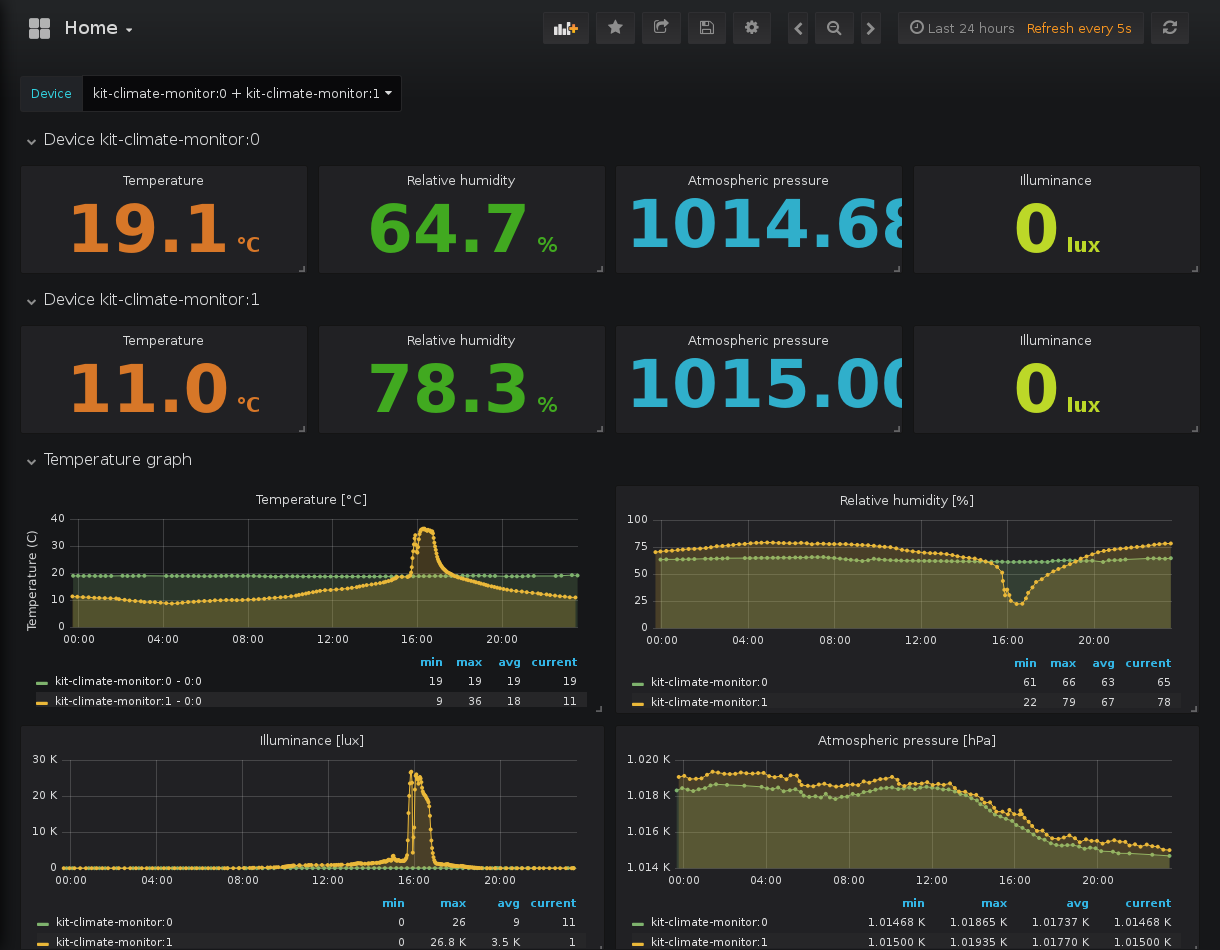 Home
Last 24 hours Refresh every 5s
Device kit-climate-monitor:0 + kit-climate-monitor:1
Device kit-climate-monitor:0
Temperature Relative humidity Atmospheric pressure Illuminance
19.1 °C 64.7 % 1014.68 0 lux
Device kit-climate-monitor:1
Temperature Relative humidity Atmospheric pressure Illuminance
11.0 °C 78.3 % 1015.00 0 lux
Temperature graph
Temperature [°C]
Temperature (C)
40
30
20
10
0
00:00 04:00 08:00 12:00 16:00 20:00
min max avg current
kit-climate-monitor:0 - 0:0 19 19 19 19
kit-climate-monitor:1 - 0:0 9 36 18 11
Relative humidity [%]
100
75
50
25
0
00:00 04:00 08:00 12:00 16:00 20:00
min max avg current
kit-climate-monitor:0 61 66 63 65
kit-climate-monitor:1 22 79 67 78
Illuminance [lux]
30 K
20 K
10 K
0
00:00 04:00 08:00 12:00 16:00 20:00
min max avg current
kit-climate-monitor:0 0 26 9 11
kit-climate-monitor:1 0 26.8 K 3.5 K 1
Atmospheric pressure [hPa]
1.020 K
1.018 K
1.016 K
1.014 K
00:00 04:00 08:00 12:00 16:00 20:00
min max avg current
kit-climate-monitor:0 1.01468 K 1.01865 K 1.01737 K 1.01468 K
kit-climate-monitor:1 1.01500 K 1.01935 K 1.01770 K 1.01500 K